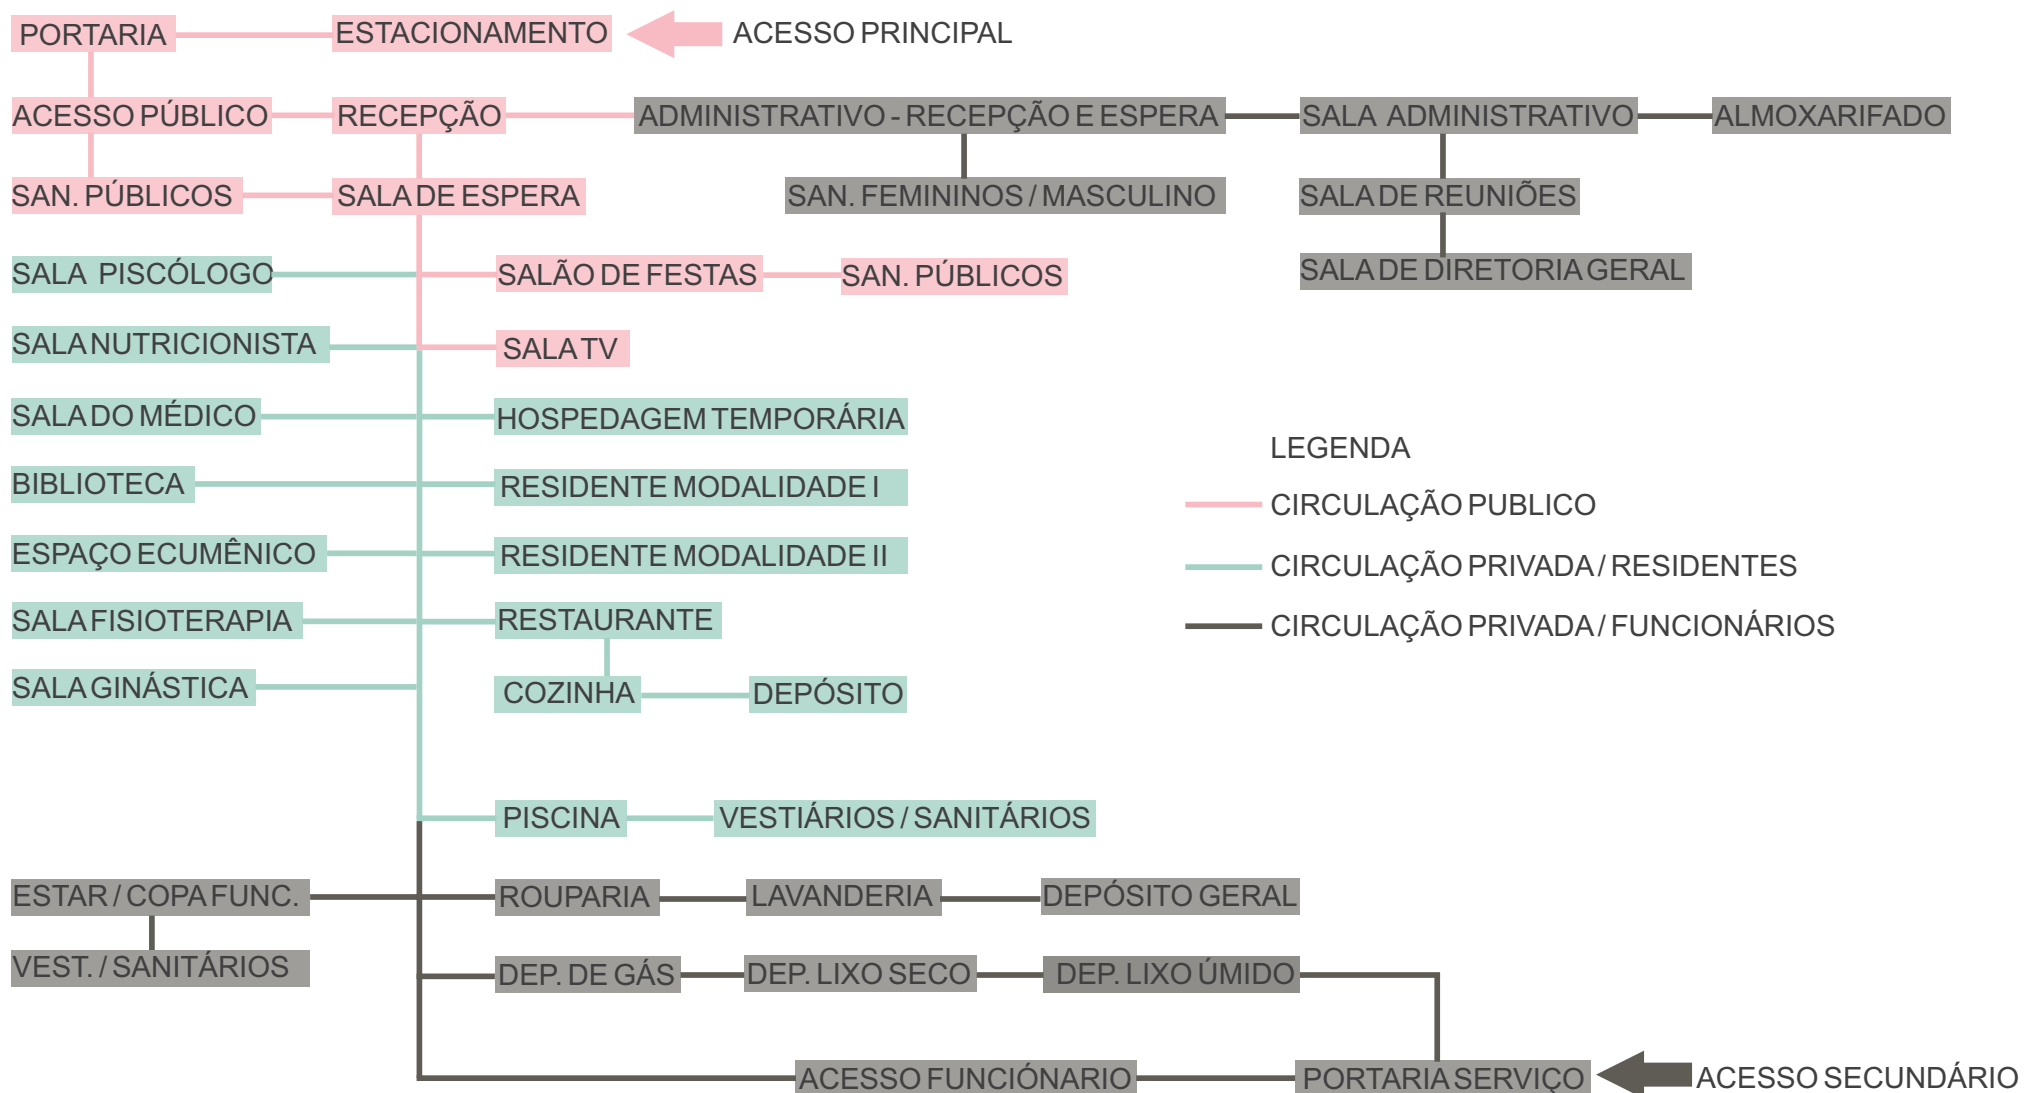 PORTARIA
ESTACIONAMENTO
ACESSO PRINCIPAL
ACESSO PÚBLICO
RECEPÇÃO
ADMINISTRATIVO - RECEPÇÃO E ESPERA
SALA ADMINISTRATIVO
ALMOXARIFADO
SAN. PÚBLICOS
SALA DE ESPERA
SAN. FEMININOS / MASCULINO
SALA DE REUNIÕES
SALA PISCÓLOGO
SALÃO DE FESTAS
SAN. PÚBLICOS
SALA DE DIRETORIA GERAL
SALA NUTRICIONISTA
SALA TV
SALA DO MÉDICO
HOSPEDAGEM TEMPORÁRIA
LEGENDA
BIBLIOTECA
RESIDENTE MODALIDADE I
CIRCULAÇÃO PUBLICO
ESPAÇO ECUMÊNICO
RESIDENTE MODALIDADE II
CIRCULAÇÃO PRIVADA / RESIDENTES
SALA FISIOTERAPIA
RESTAURANTE
CIRCULAÇÃO PRIVADA / FUNCIONÁRIOS
SALA GINÁSTICA
COZINHA
DEPÓSITO
PISCINA
VESTIÁRIOS / SANITÁRIOS
ESTAR / COPA FUNC.
ROUPARIA
LAVANDERIA
DEPÓSITO GERAL
VEST. / SANITÁRIOS
DEP. DE GÁS
DEP. LIXO SECO
DEP. LIXO ÚMIDO
ACESSO FUNCIÓNARIO
PORTARIA SERVIÇO
ACESSO SECUNDÁRIO